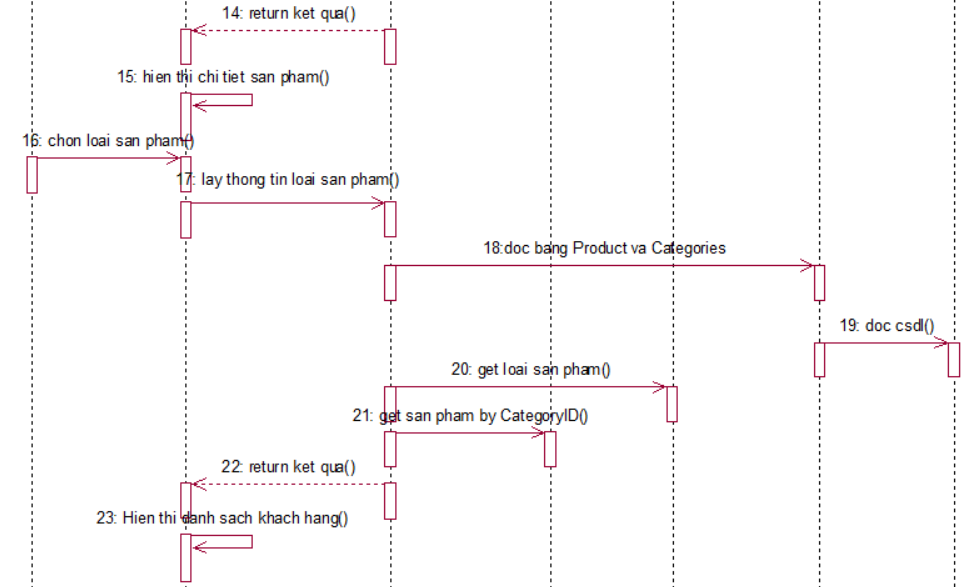 14: return ket qua()
15: hien thi chi tiet san pham()
16: chon loai san pham()
17: lay thong tin loai san pham()
18:doc bang Product va Categories
19: doc csdl()
20: get loai san pham()
21: get san pham by CategoryID()
22: return ket qua()
23: Hien thi danh sach khach hang()